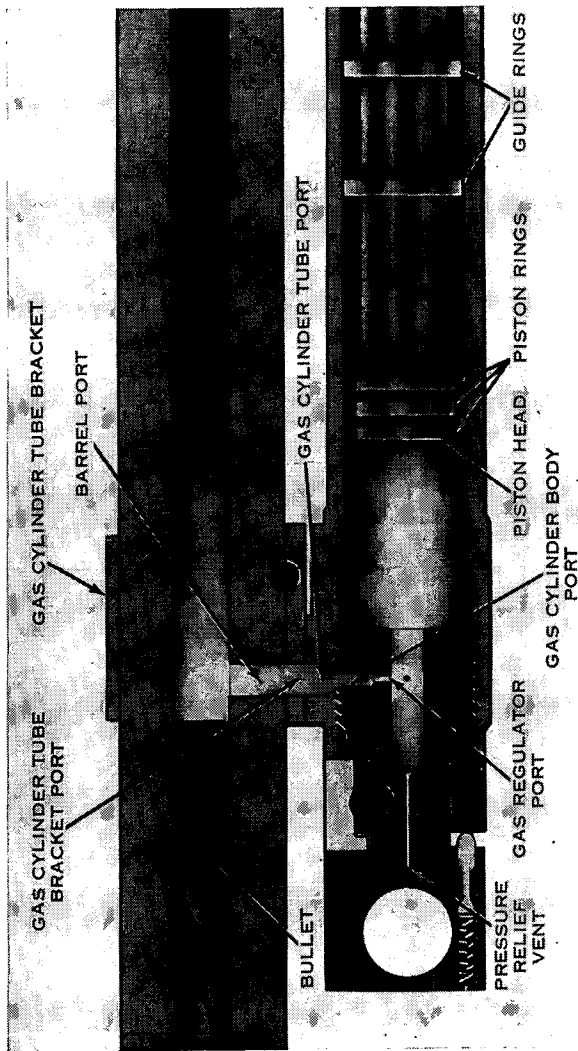 GAS CYLINDER TUBE BRACKET
BARREL PORT
GAS CYLINDER TUBE
BRACKET PORT
BULLET
GAS CYLINDER TUBE PORT
GUIDE RINGS
PISTON RINGS
PISTON HEAD
GAS CYLINDER BODY
PORT
GAS REGULATOR
PORT
PRESSURE
RELIEF
VENT